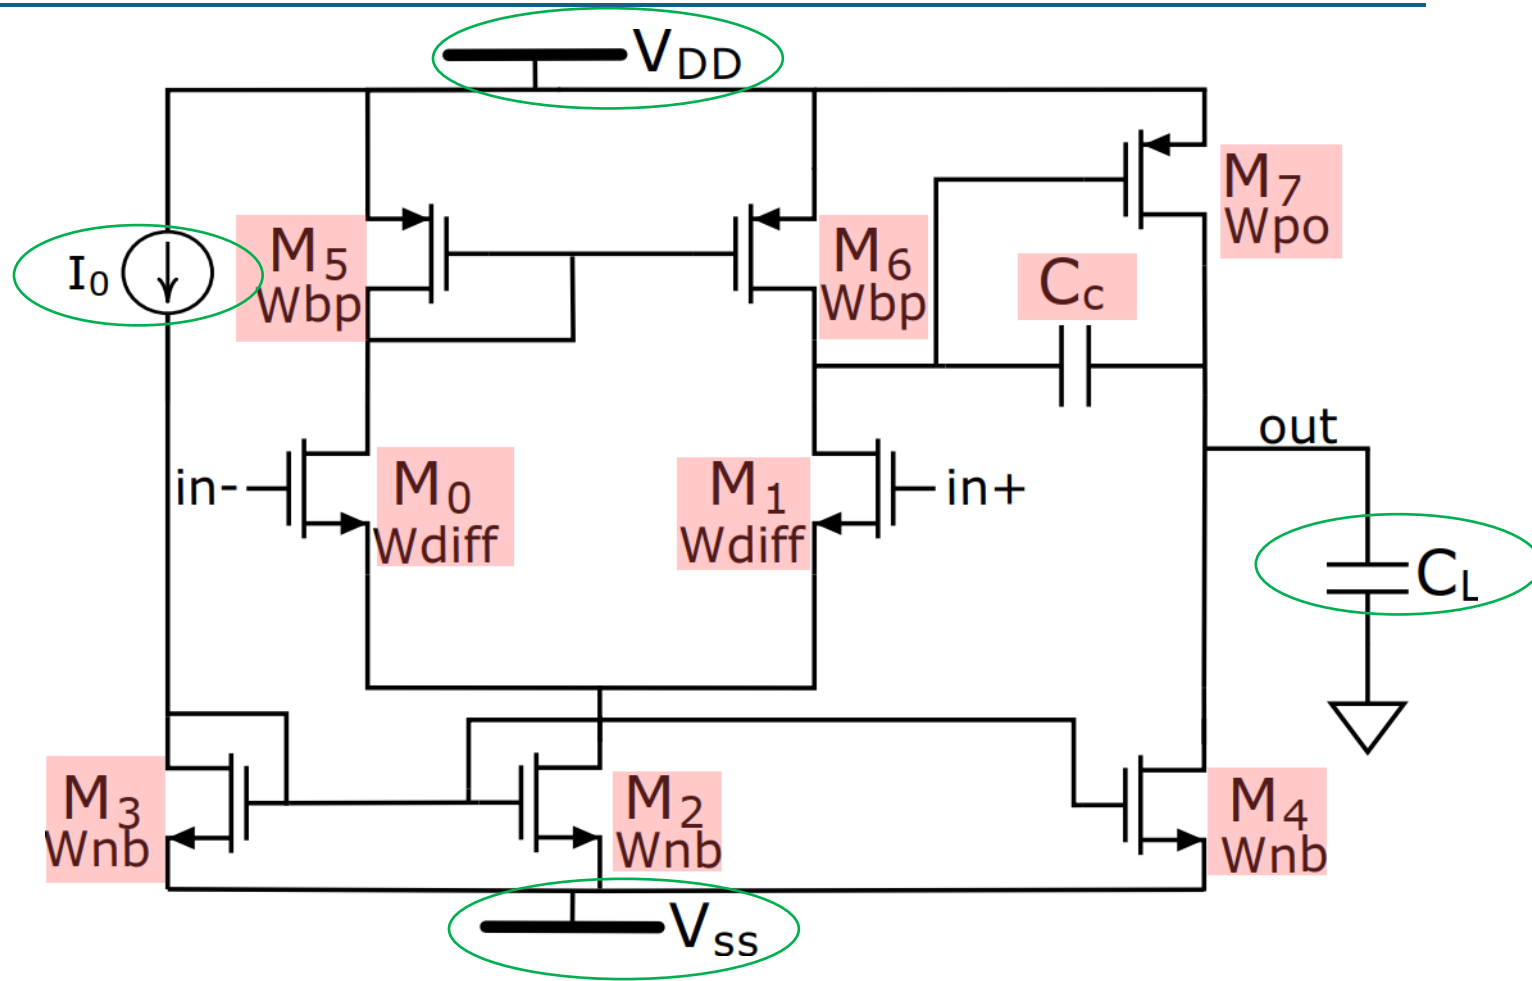 VDD
M7
Wpo
I0
M5
Wbp
M6
Wbp
Cc
out
in-
M0
Wdiff
M1
Wdiff
in+
CL
M3
Wnb
M2
Wnb
M4
Wnb
Vss